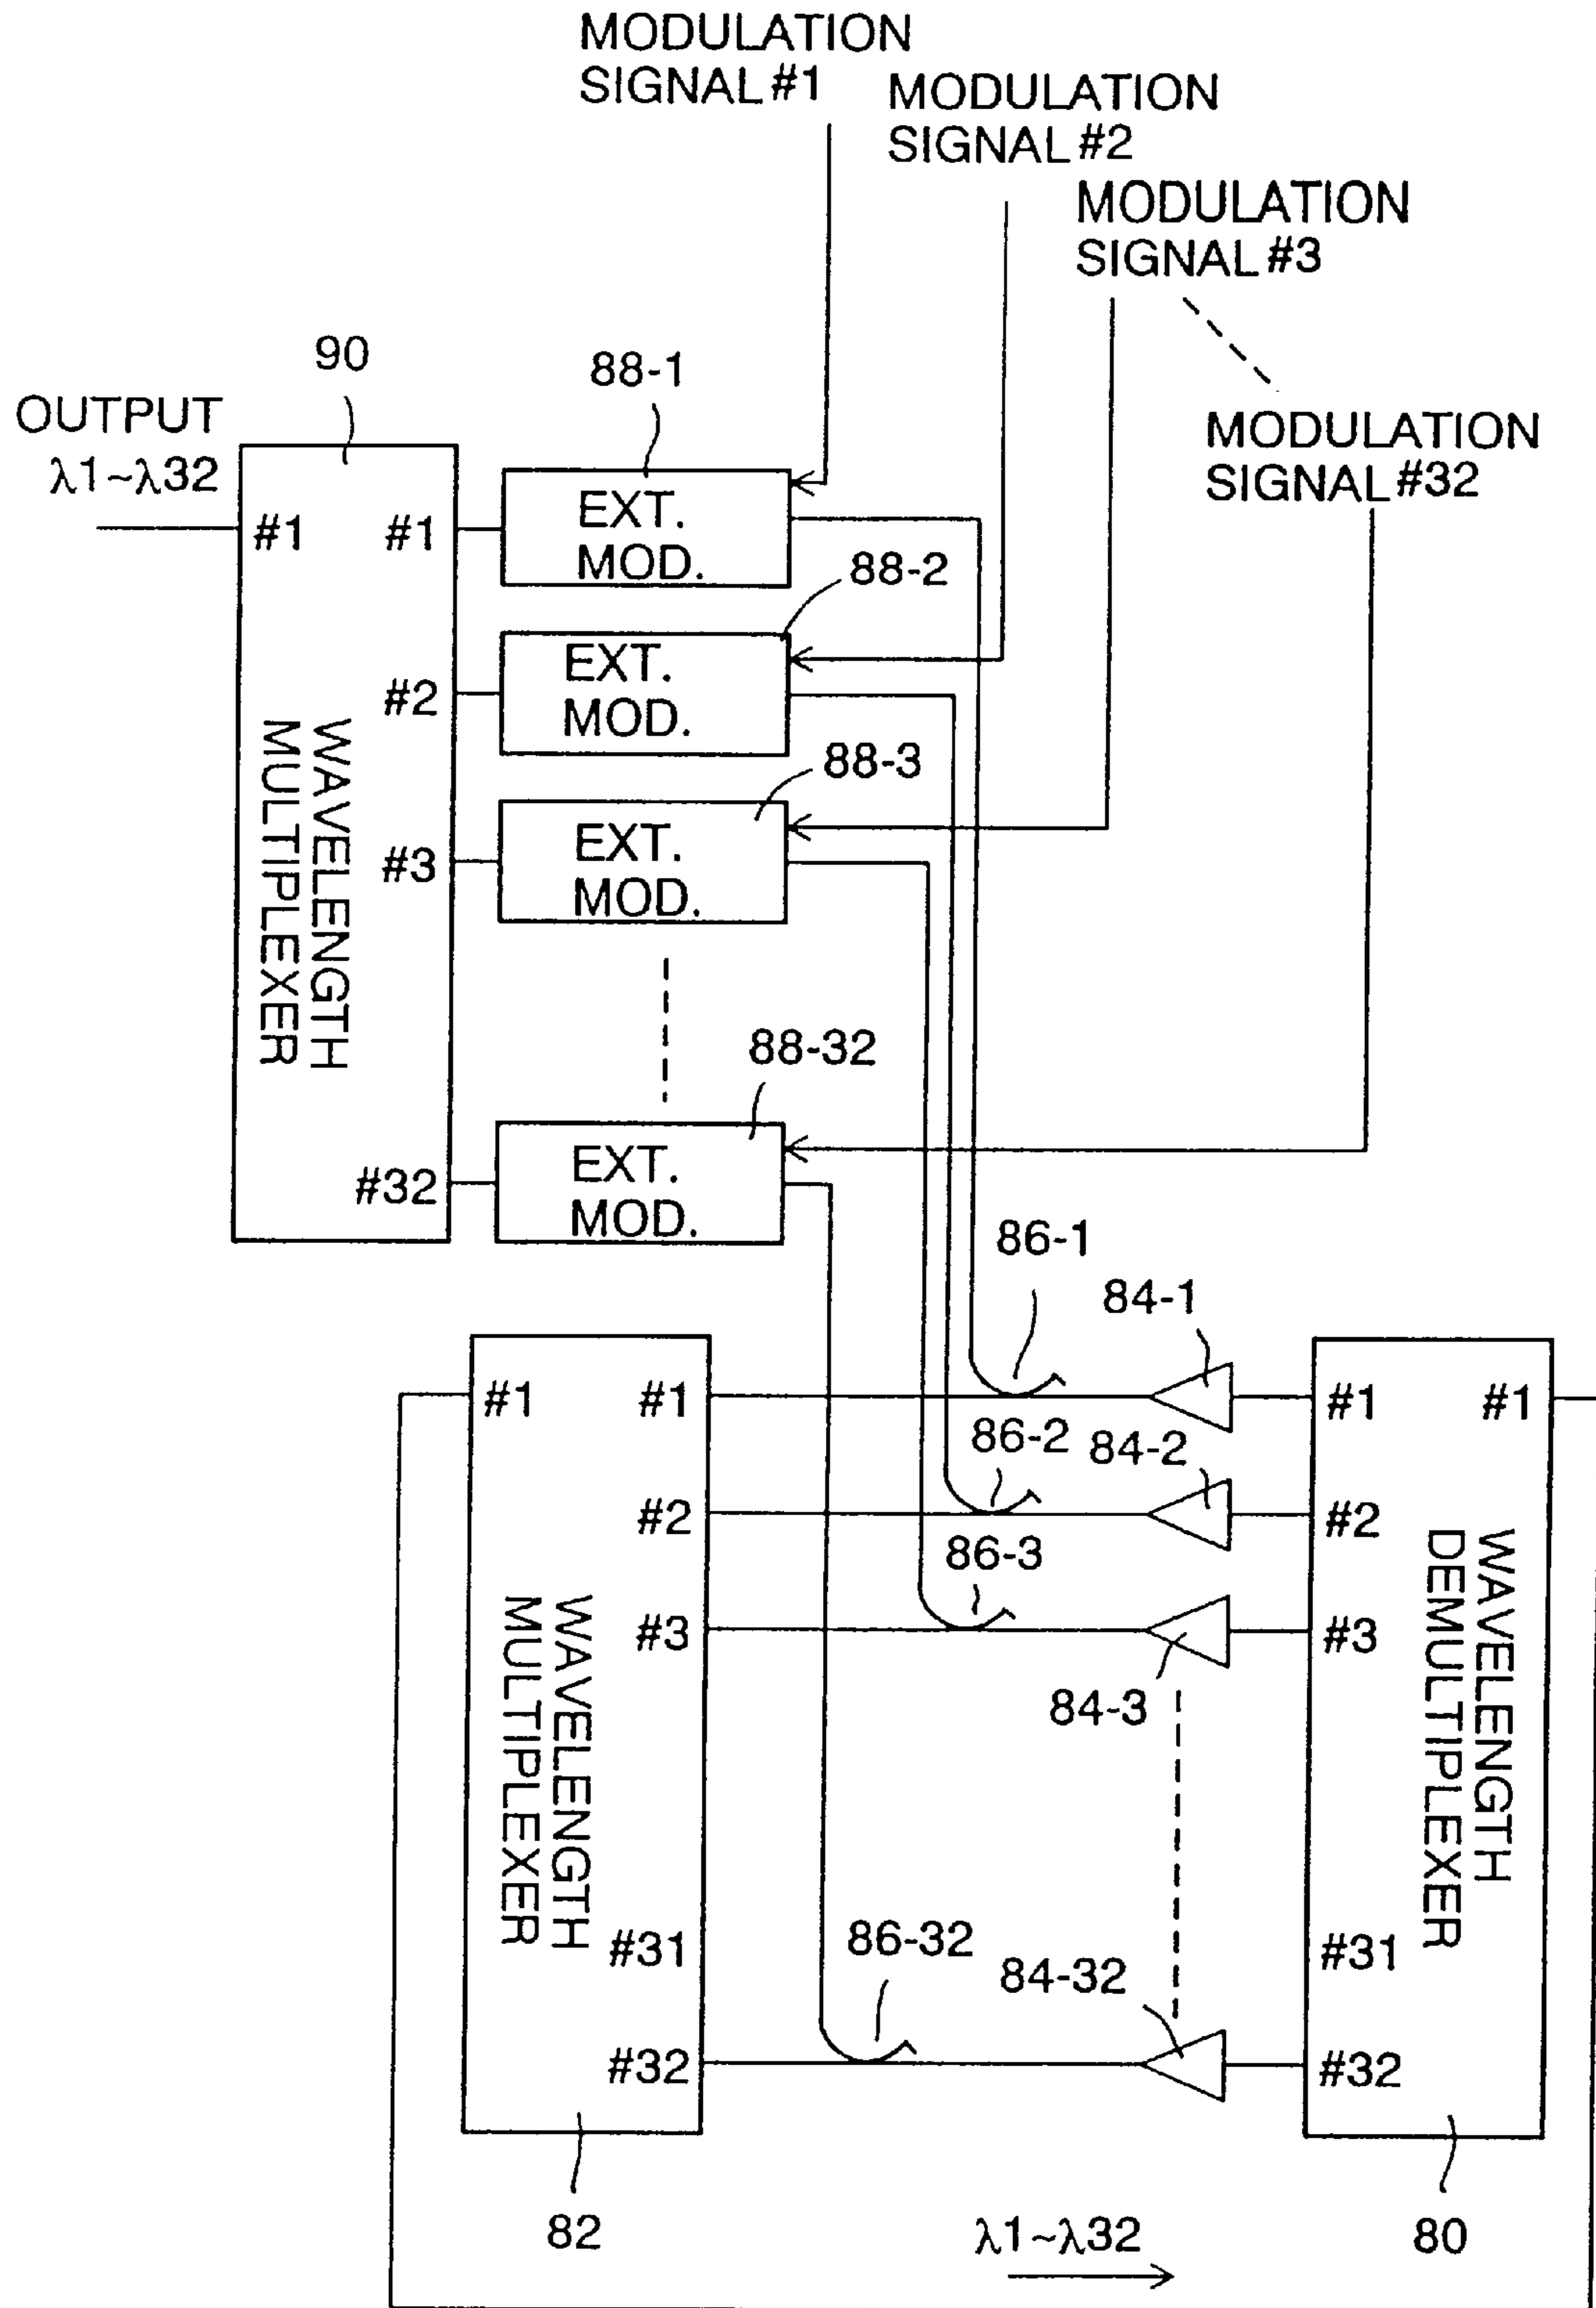 MODULATION
SIGNAL #1
MODULATION
SIGNAL #2
MODULATION
SIGNAL #3
MODULATION
SIGNAL #32
90
OUTPUT
λ1~λ32
#1
#1
#2
#3
#32
WAVELENGTH
MULTIPLEXER
88-1
EXT.
MOD.
88-2
EXT.
MOD.
88-3
EXT.
MOD.
88-32
EXT.
MOD.
86-1
84-1
86-2
84-2
86-3
84-3
86-32
84-32
#1
#1
#2
#3
#31
#32
WAVELENGTH
MULTIPLEXER
82
#1
#1
#2
#3
#31
#32
WAVELENGTH
DEMULTIPLEXER
80
λ1~λ32